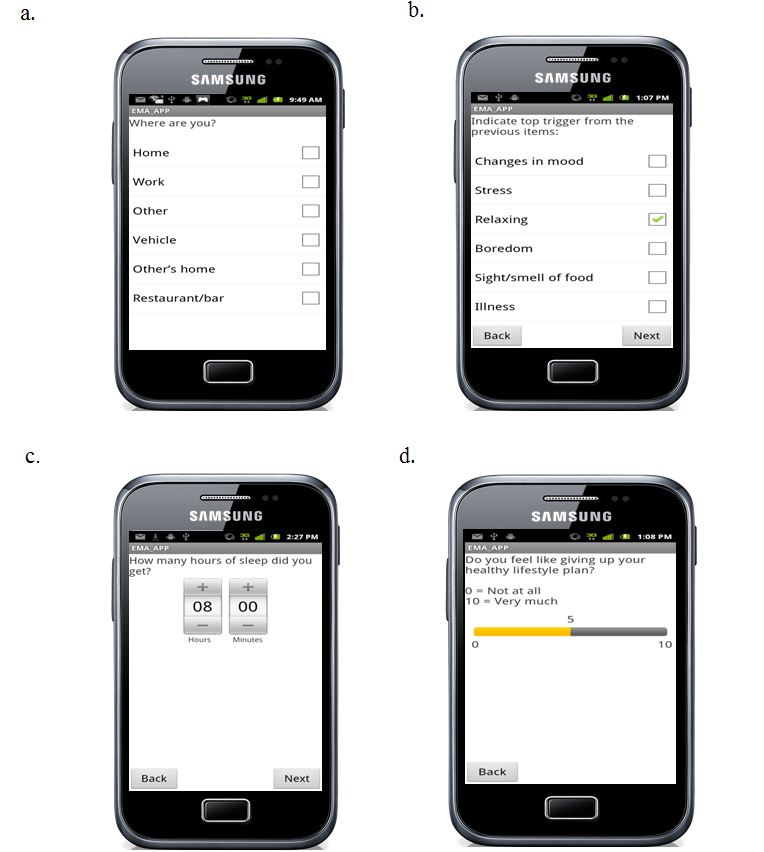 a.
SAMSUNG
9:49 AM
EMA_APP
Where are you?
Home
Work
Other
Vehicle
Other's home
Restaurant/bar
b.
SAMSUNG
1:07 PM
EMA_APP
Indicate top trigger from the
previous items:
Changes in mood
Stress
Relaxing
Boredom
Sight/smell of food
Illness
Back Next
c.
SAMSUNG
2:27 PM
EMA_APP
How many hours of sleep did you
get?
+ +
08 00
− −
Hours Minutes
Back Next
d.
SAMSUNG
1:08 PM
EMA_APP
Do you feel like giving up your
healthy lifestyle plan?
0 = Not at all
10 = Very much
5
0 10
Back